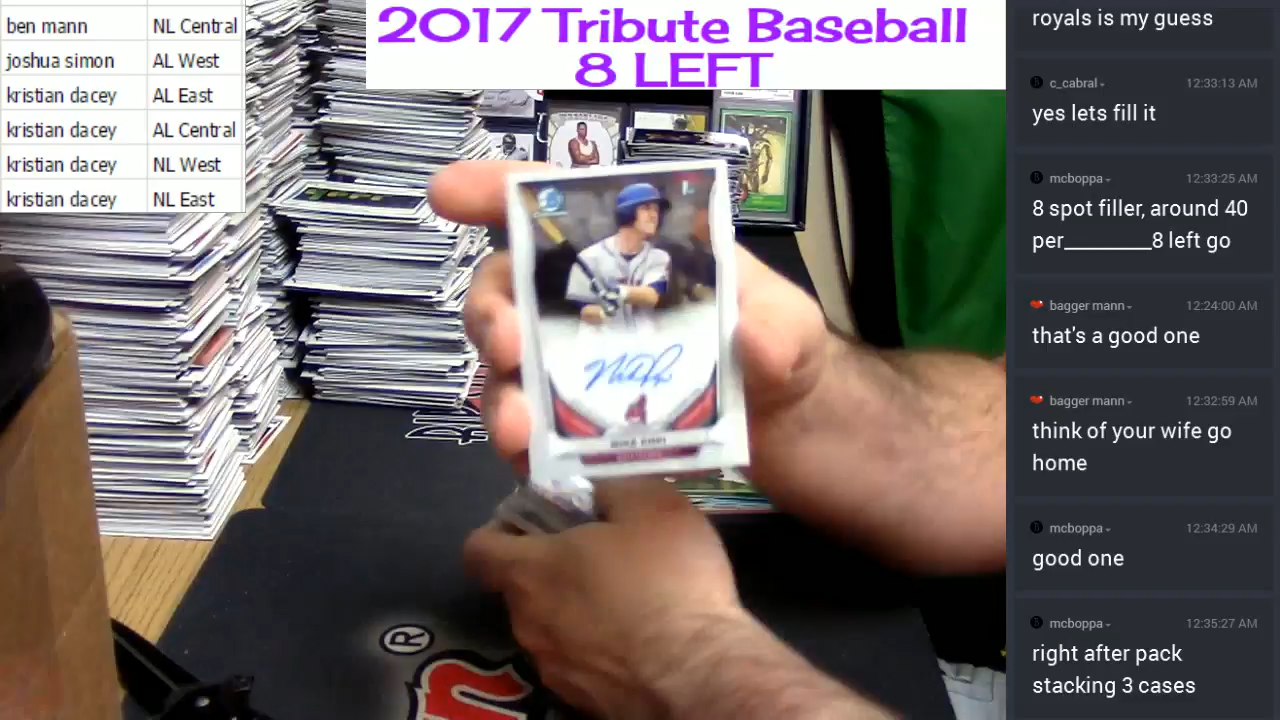 2017 Tribute Baseball
8 LEFT
ben mann NL Central
joshua simon AL West
kristian dacey AL East
kristian dacey AL Central
kristian dacey NL West
kristian dacey NL East
royals is my guess
c_cabral 12:33:13 AM
yes lets fill it
mcboppa 12:33:25 AM
8 spot filler, around 40
per_________8 left go
bagger mann 12:24:00 AM
that's a good one
bagger mann 12:32:59 AM
think of your wife go
home
mcboppa 12:34:29 AM
good one
mcboppa 12:35:27 AM
right after pack
stacking 3 cases
®